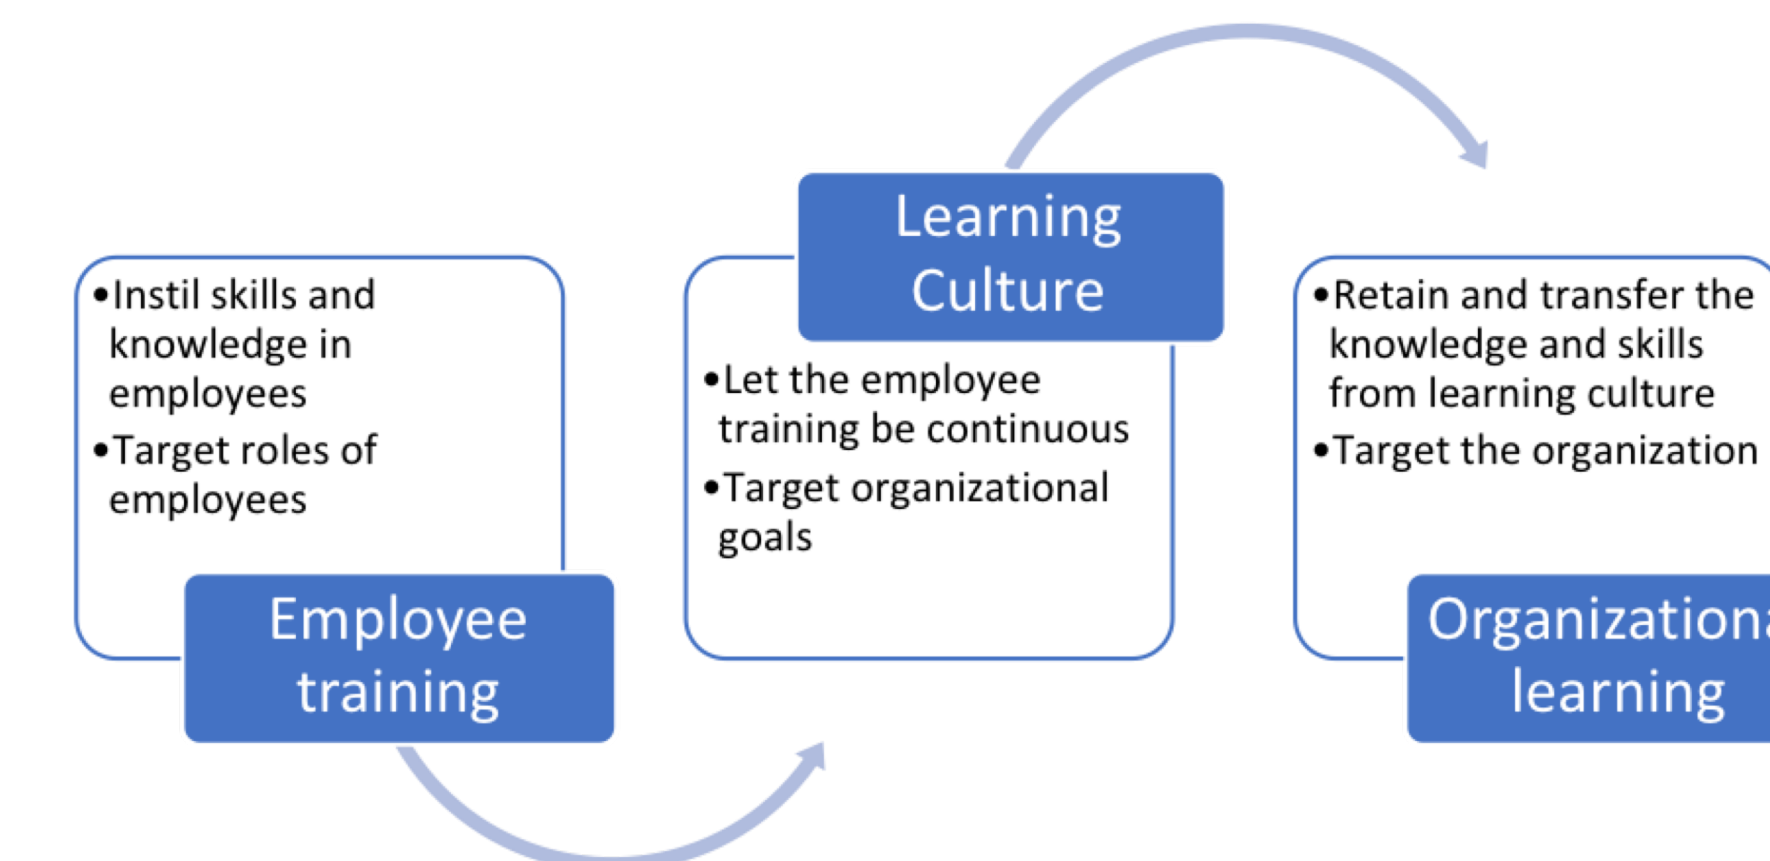 •Instil skills and
knowledge in
employees
•Target roles of
employees
Employee
training
Learning
Culture
•Let the employee
training be continuous
•Target organizational
goals
•Retain and transfer the
knowledge and skills
from learning culture
•Target the organization
learning